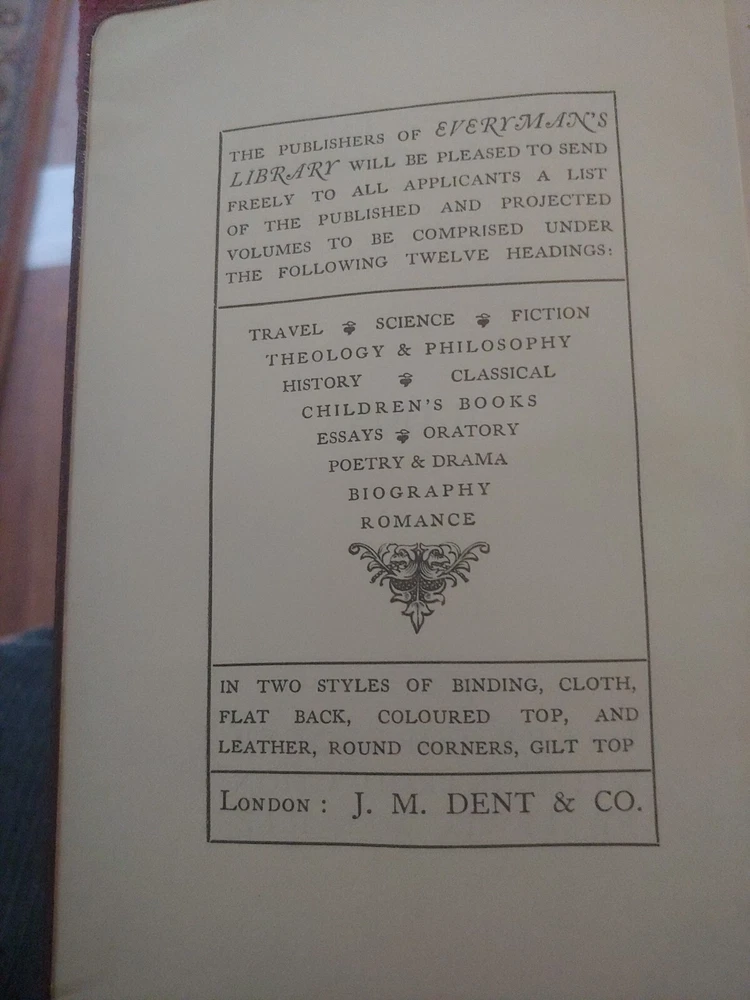 THE PUBLISHERS OF EVERYMAN'S
LIBRARY WILL BE PLEASED TO SEND
FREELY TO ALL APPLICANTS A LIST
OF THE PUBLISHED AND PROJECTED
VOLUMES TO BE COMPRISED UNDER
THE FOLLOWING TWELVE HEADINGS:
TRAVEL ❦ SCIENCE ❦ FICTION
THEOLOGY & PHILOSOPHY
HISTORY ❦ CLASSICAL
CHILDREN'S BOOKS
ESSAYS ❦ ORATORY
POETRY & DRAMA
BIOGRAPHY
ROMANCE
IN TWO STYLES OF BINDING, CLOTH,
FLAT BACK, COLOURED TOP, AND
LEATHER, ROUND CORNERS, GILT TOP
LONDON: J. M. DENT & CO.